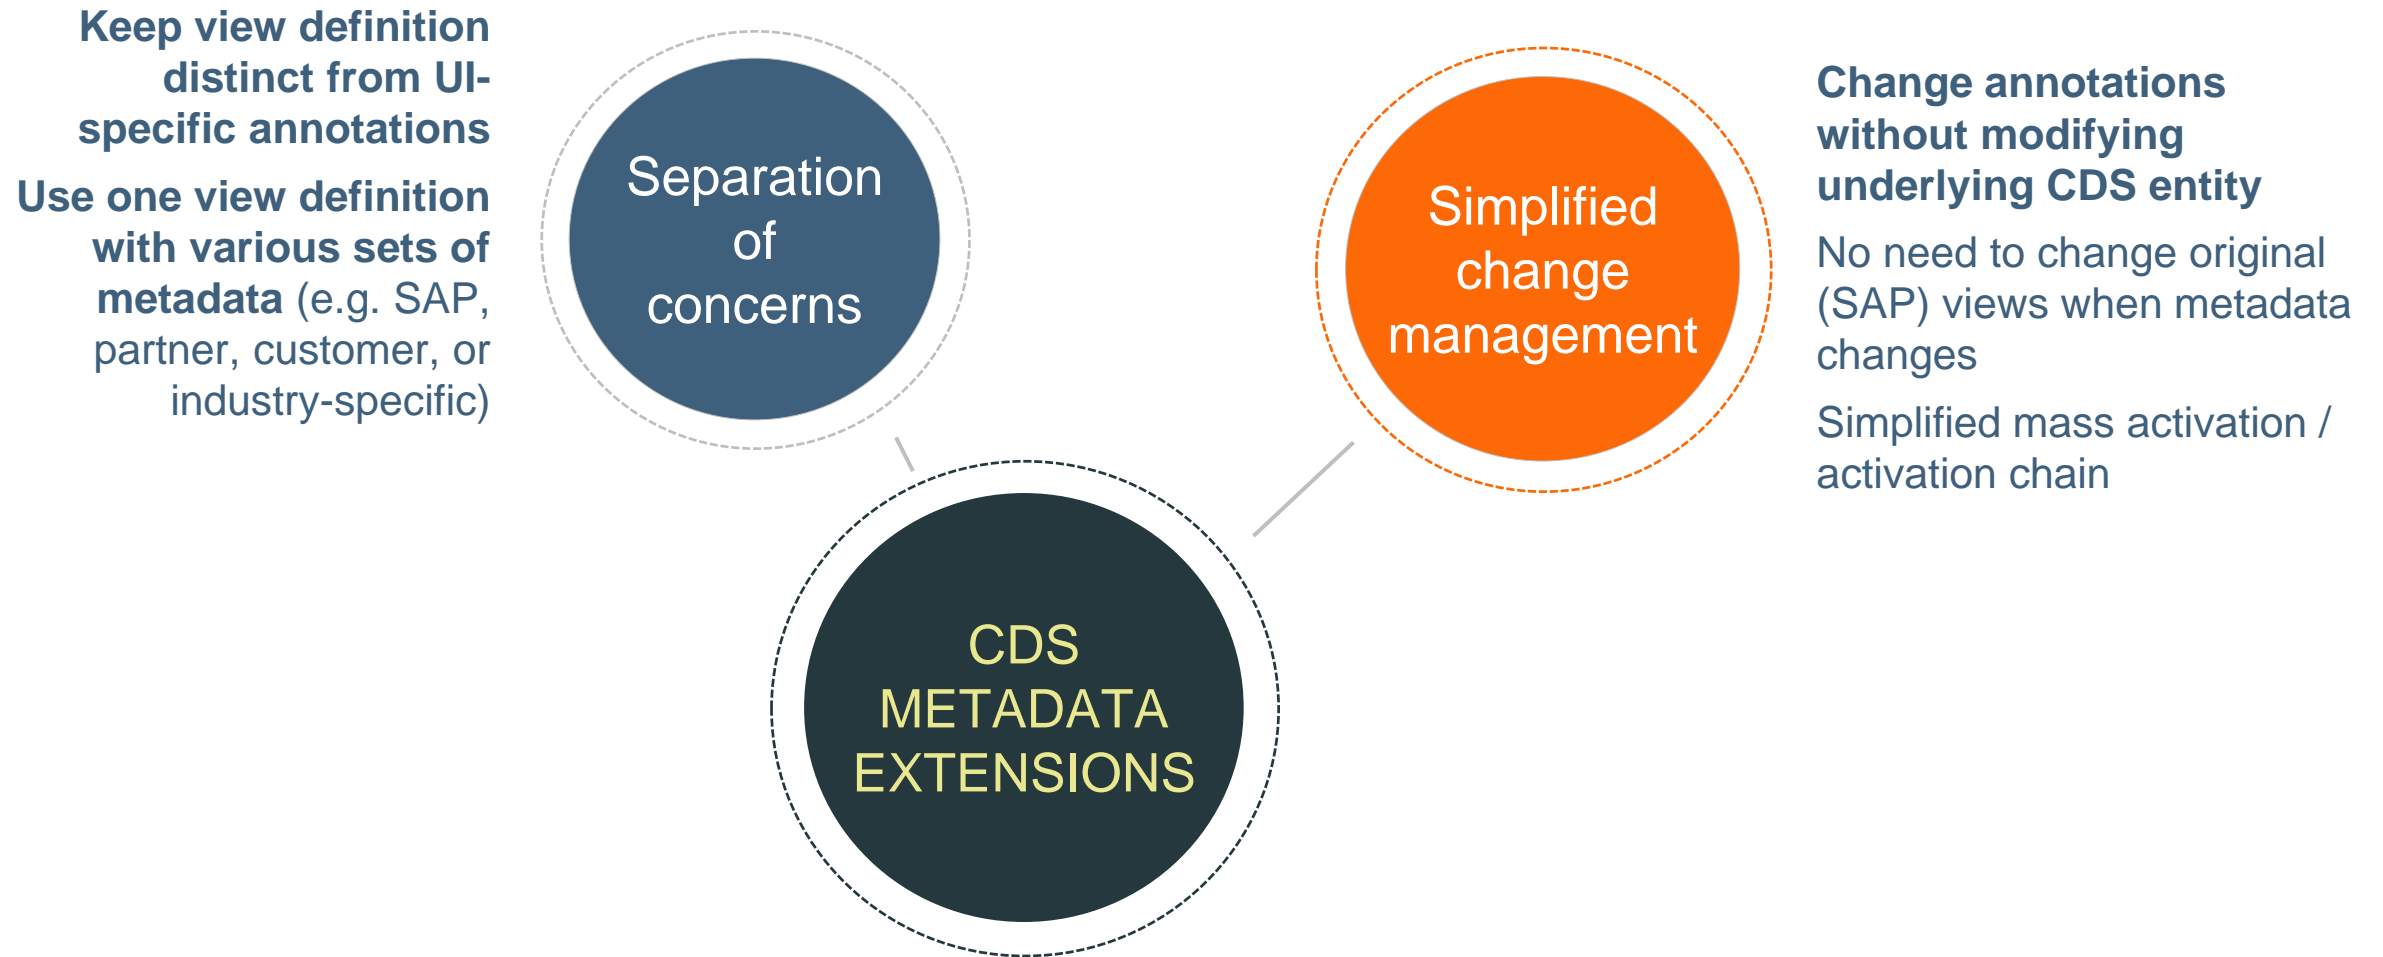 Keep view definition
distinct from UI-
specific annotations
Use one view definition
with various sets of
metadata (e.g. SAP,
partner, customer, or
industry-specific)
Separation
of
concerns
Simplified
change
management
Change annotations
without modifying
underlying CDS entity
No need to change original
(SAP) views when metadata
changes
Simplified mass activation /
activation chain
CDS
METADATA
EXTENSIONS